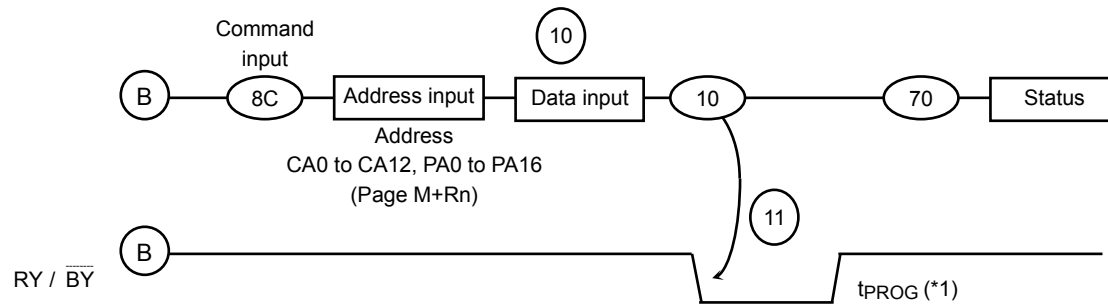 Command
input
10
B
8C
Address input
Data input
10
70
Status
Address
CA0 to CA12, PA0 to PA16
(Page M+Rn)
11
B
RY / BY
tPROG (*1)